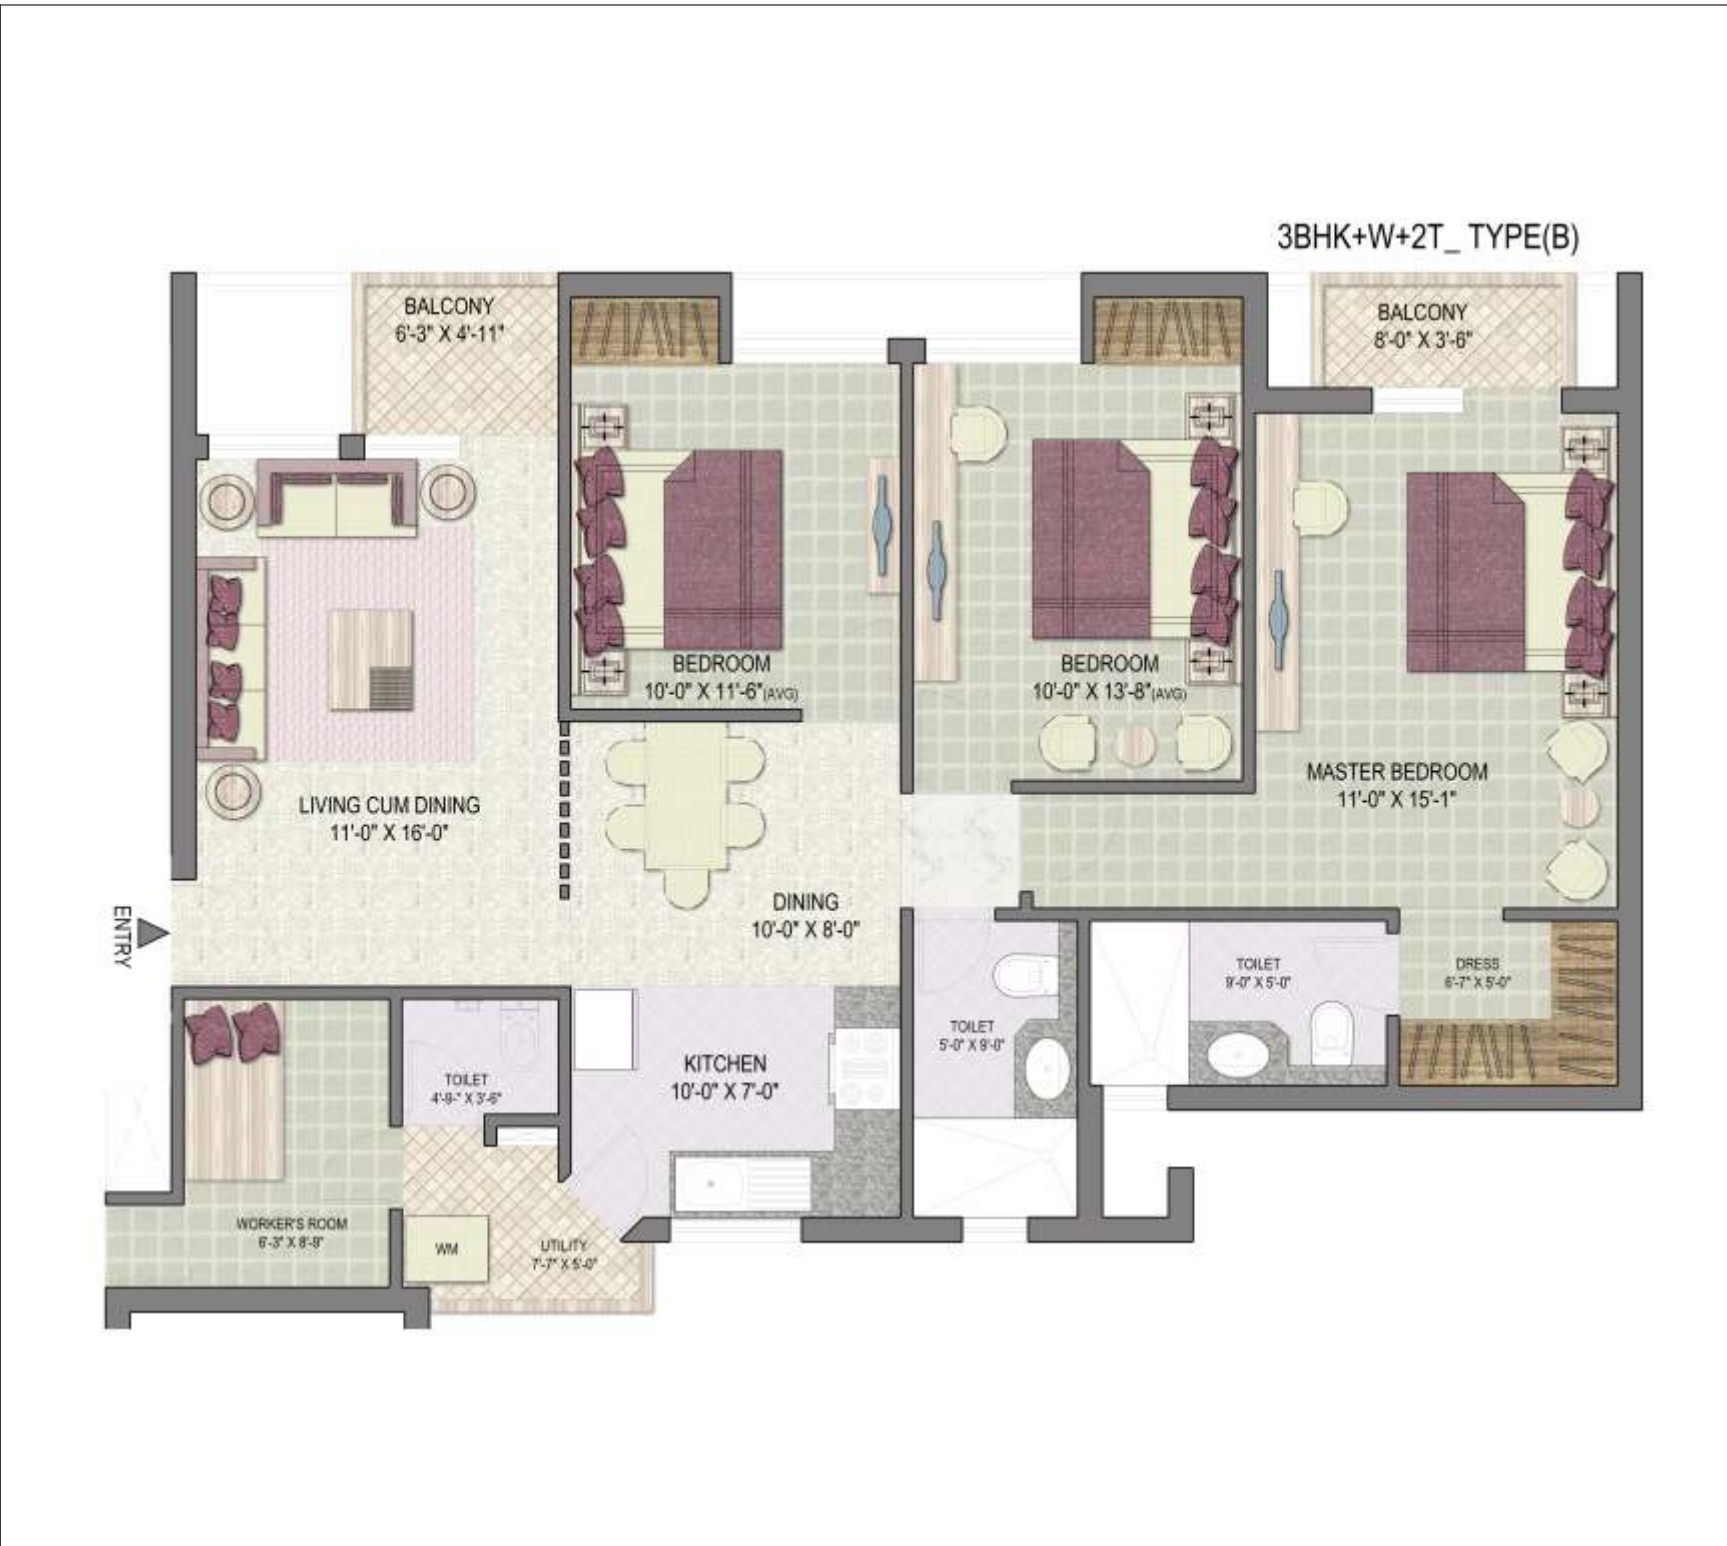 3BHK+W+2T_ TYPE(B)
BALCONY
6'-3" X 4'-11"
BALCONY
8'-0" X 3'-6"
BEDROOM
10'-0" X 11'-6"(AVG)
BEDROOM
10'-0" X 13'-8"(AVG)
MASTER BEDROOM
11'-0" X 15'-1"
LIVING CUM DINING
11'-0" X 16'-0"
DINING
10'-0" X 8'-0"
ENTRY
TOILET
9'-0" X 5'-0"
DRESS
6'-7" X 5'-0"
TOILET
5'-0" X 9'-0"
KITCHEN
10'-0" X 7'-0"
TOILET
4'-9-" X 3'-6"
WORKER'S ROOM
6'-3" X 8'-9"
WM
UTILITY
7'-7" X 5'-0"